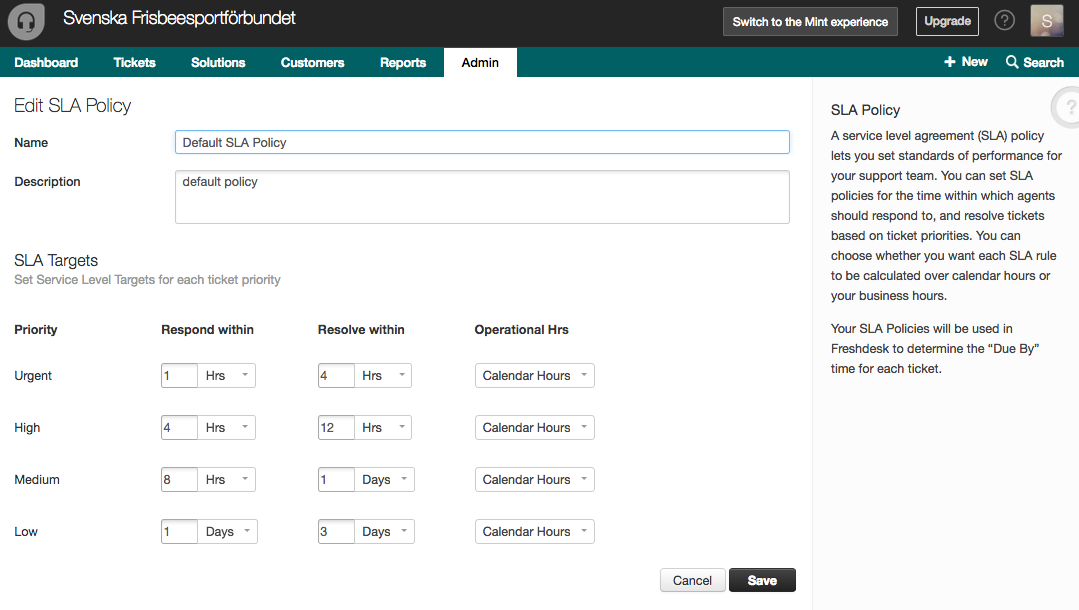 Svenska Frisbeesportförbundet
Switch to the Mint experience
Upgrade
?
S
Dashboard Tickets Solutions Customers Reports Admin
+ New Search
Edit SLA Policy
Name Default SLA Policy
Description default policy
SLA Targets
Set Service Level Targets for each ticket priority
Priority Respond within Resolve within Operational Hrs
Urgent 1 Hrs 4 Hrs Calendar Hours
High 4 Hrs 12 Hrs Calendar Hours
Medium 8 Hrs 1 Days Calendar Hours
Low 1 Days 3 Days Calendar Hours
Cancel Save
?
SLA Policy
A service level agreement (SLA) policy
lets you set standards of performance for
your support team. You can set SLA
policies for the time within which agents
should respond to, and resolve tickets
based on ticket priorities. You can
choose whether you want each SLA rule
to be calculated over calendar hours or
your business hours.
Your SLA Policies will be used in
Freshdesk to determine the “Due By”
time for each ticket.